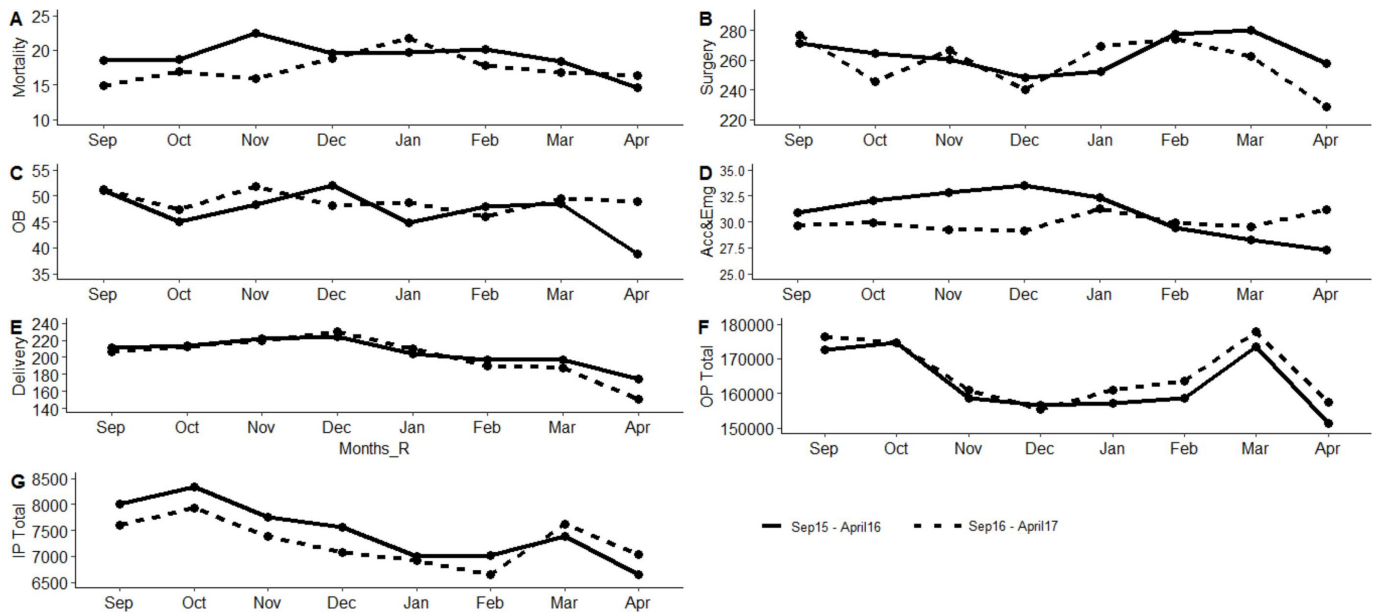 A
Mortality
25
20
15
10
Sep Oct Nov Dec Jan Feb Mar Apr
B
Surgery
280
260
240
220
Sep Oct Nov Dec Jan Feb Mar Apr
C
OB
55
50
45
40
35
Sep Oct Nov Dec Jan Feb Mar Apr
D
Acc&Emg
35.0
32.5
30.0
27.5
25.0
Sep Oct Nov Dec Jan Feb Mar Apr
E
Delivery
240
220
200
180
160
140
Sep Oct Nov Dec Jan Feb Mar Apr
Months_R
F
OP Total
180000
170000
160000
150000
Sep Oct Nov Dec Jan Feb Mar Apr
G
IP Total
8500
8000
7500
7000
6500
Sep Oct Nov Dec Jan Feb Mar Apr
Sep15 - April16 Sep16 - April17